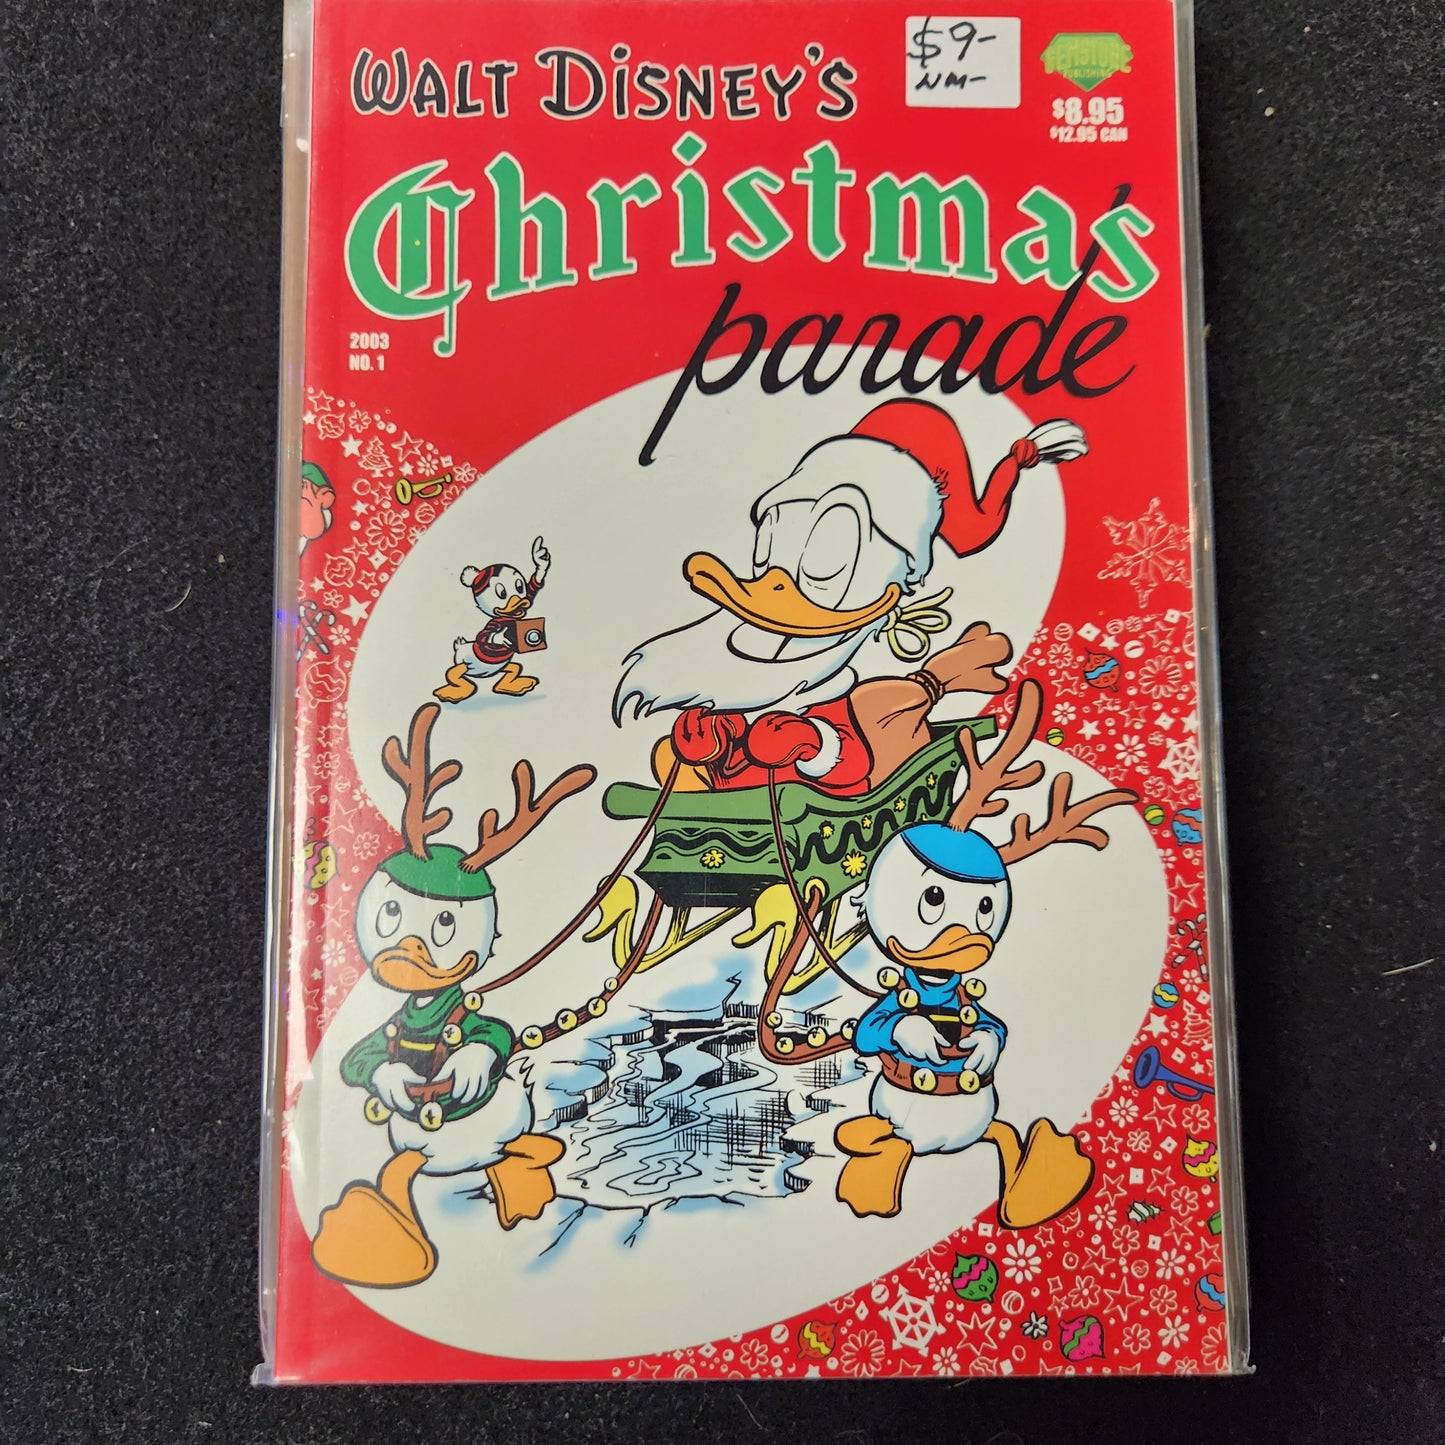 WALT DISNEY'S
$9-
NM-
GEMSTONE
PUBLISHING
$8.95
$12.95 CAN
Christmas
parade
2003
NO. 1